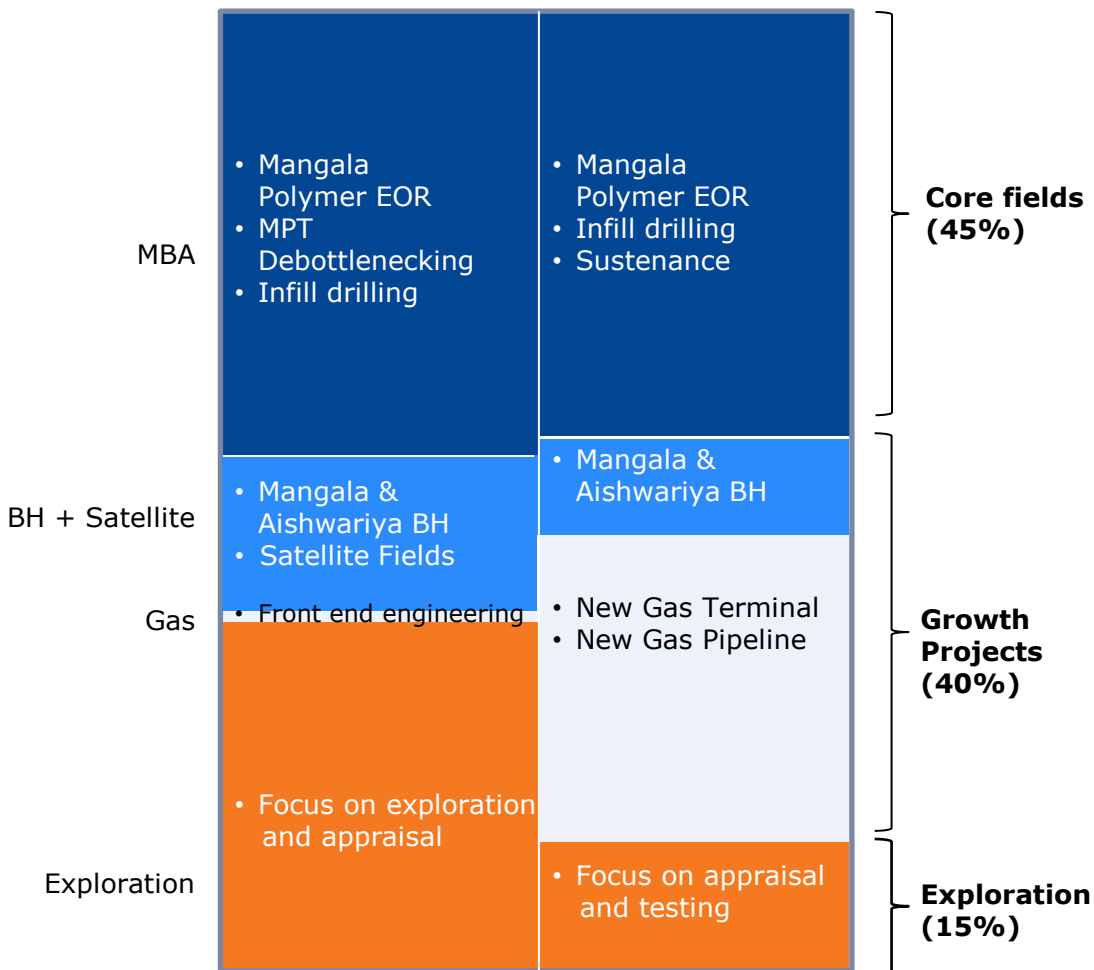 • Mangala
Polymer EOR
• MPT
Debottlenecking
• Infill drilling
• Mangala
Polymer EOR
• Infill drilling
• Sustenance
Core fields
(45%)
MBA
• Mangala &
Aishwariya BH
• Satellite Fields
• Mangala &
Aishwariya BH
BH + Satellite
Gas
• Front end engineering
• New Gas Terminal
• New Gas Pipeline
Growth
Projects
(40%)
• Focus on exploration
and appraisal
Exploration
• Focus on appraisal
and testing
Exploration
(15%)